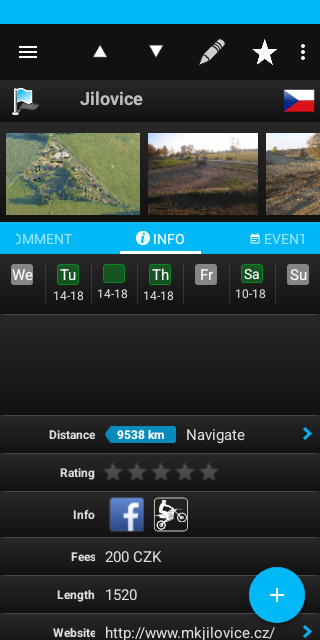 Jilovice
OMMENT
INFO
EVENT
We Tu Th Fr Sa Su
14-18 14-18 14-18 10-18
Distance 9538 km Navigate
Rating
Info f
Fees 200 CZK
Length 1520
Website http://www.mkjilovice.cz/